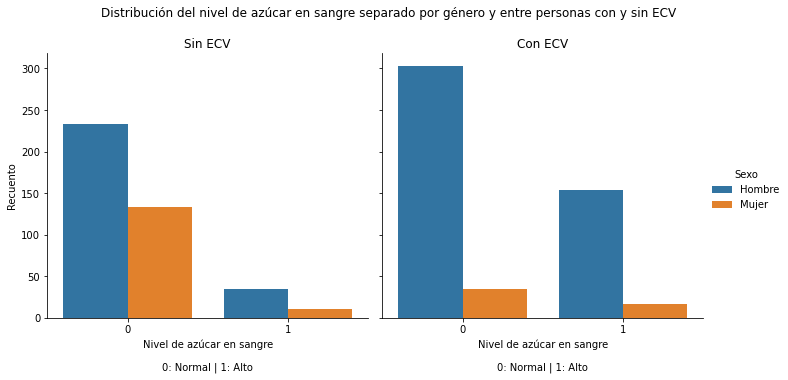 Distribución del nivel de azúcar en sangre separado por género y entre personas con y sin ECV
Sin ECV
Con ECV
300
250
200
150
100
50
0
Recuento
0
1
0
1
Nivel de azúcar en sangre
Nivel de azúcar en sangre
0: Normal | 1: Alto
0: Normal | 1: Alto
Sexo
Hombre
Mujer